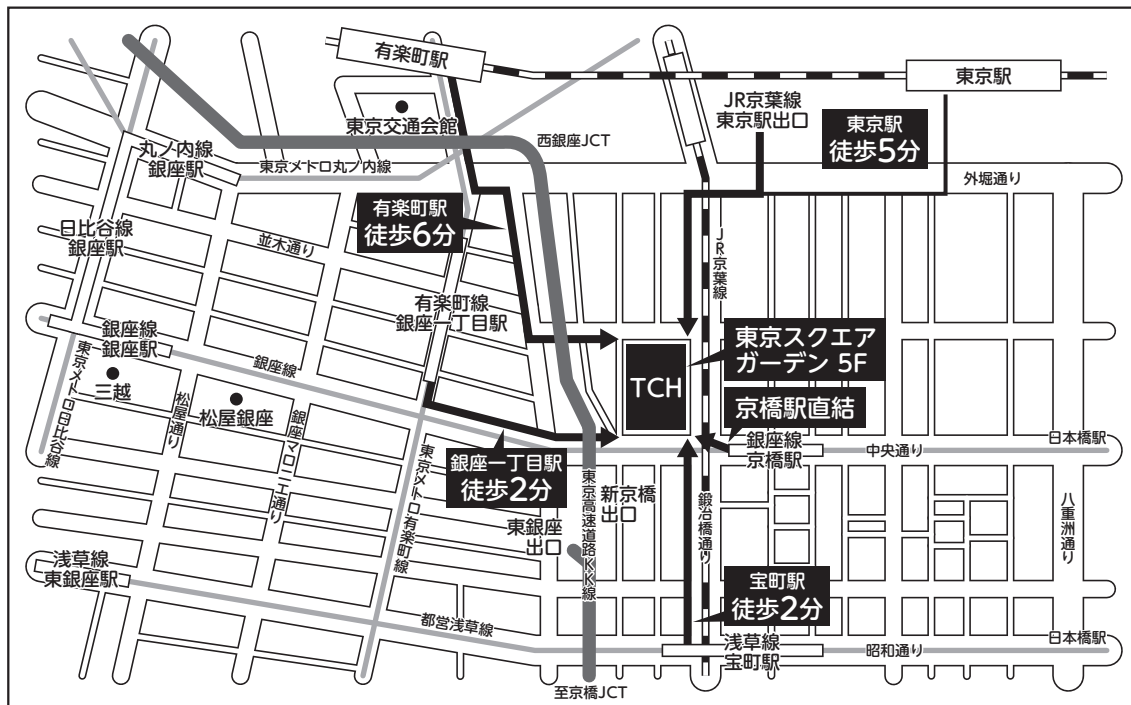 有楽町駅
東京駅
東京交通会館
JR京葉線
東京駅出口
東京駅
徒歩5分
西銀座JCT
丸ノ内線
銀座駅
東京メトロ丸ノ内線
外堀通り
有楽町駅
徒歩6分
日比谷線
銀座駅
並木通り
JR京葉線
有楽町線
銀座一丁目駅
銀座線
銀座駅
銀座線
東京スクエア
ガーデン 5F
TCH
三越
松屋銀座
東京メトロ日比谷線
松屋通り
銀座マロニエ通り
京橋駅直結
銀座線
京橋駅
中央通り
日本橋駅
銀座一丁目駅
徒歩2分
東京メトロ有楽町線
東京高速道路KK線
新京橋
出口
東銀座
出口
鍛冶橋通り
八重洲通り
浅草線
東銀座駅
宝町駅
徒歩2分
都営浅草線
浅草線
宝町駅
昭和通り
日本橋駅
至京橋JCT